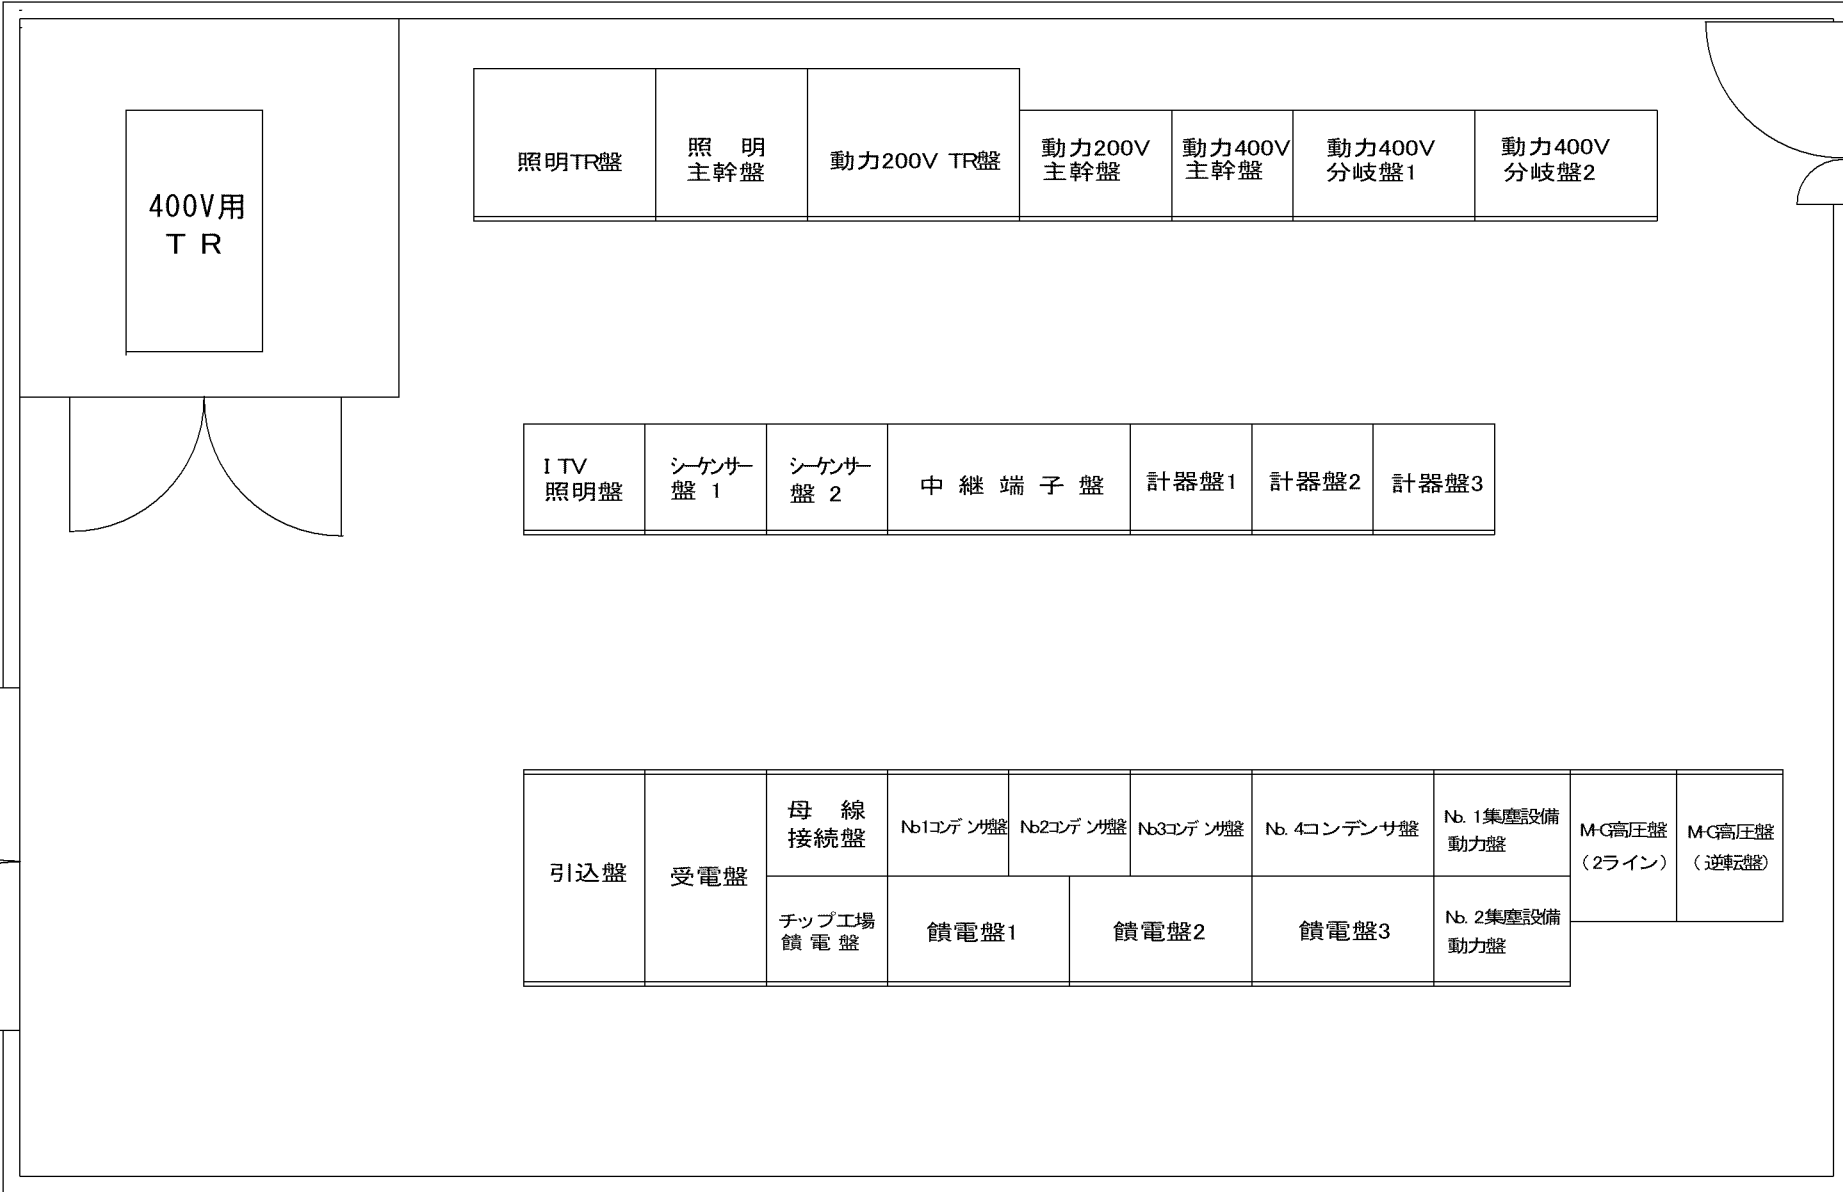 400V用
ＴＲ
照明TR盤
照　明
主幹盤
動力200V TR盤
動力200V
主幹盤
動力400V
主幹盤
動力400V
分岐盤1
動力400V
分岐盤2
ITV
照明盤
シーケンサー
盤 1
シーケンサー
盤 2
中 継 端 子 盤
計器盤1
計器盤2
計器盤3
引込盤
受電盤
母　線
接続盤
No1コンデンサ盤
No2コンデンサ盤
No3コンデンサ盤
No. 4コンデンサ盤
No. 1集塵設備
動力盤
M-G高圧盤
（2ライン）
M-G高圧盤
（逆転盤）
チップ工場
饋 電 盤
饋電盤1
饋電盤2
饋電盤3
No. 2集塵設備
動力盤